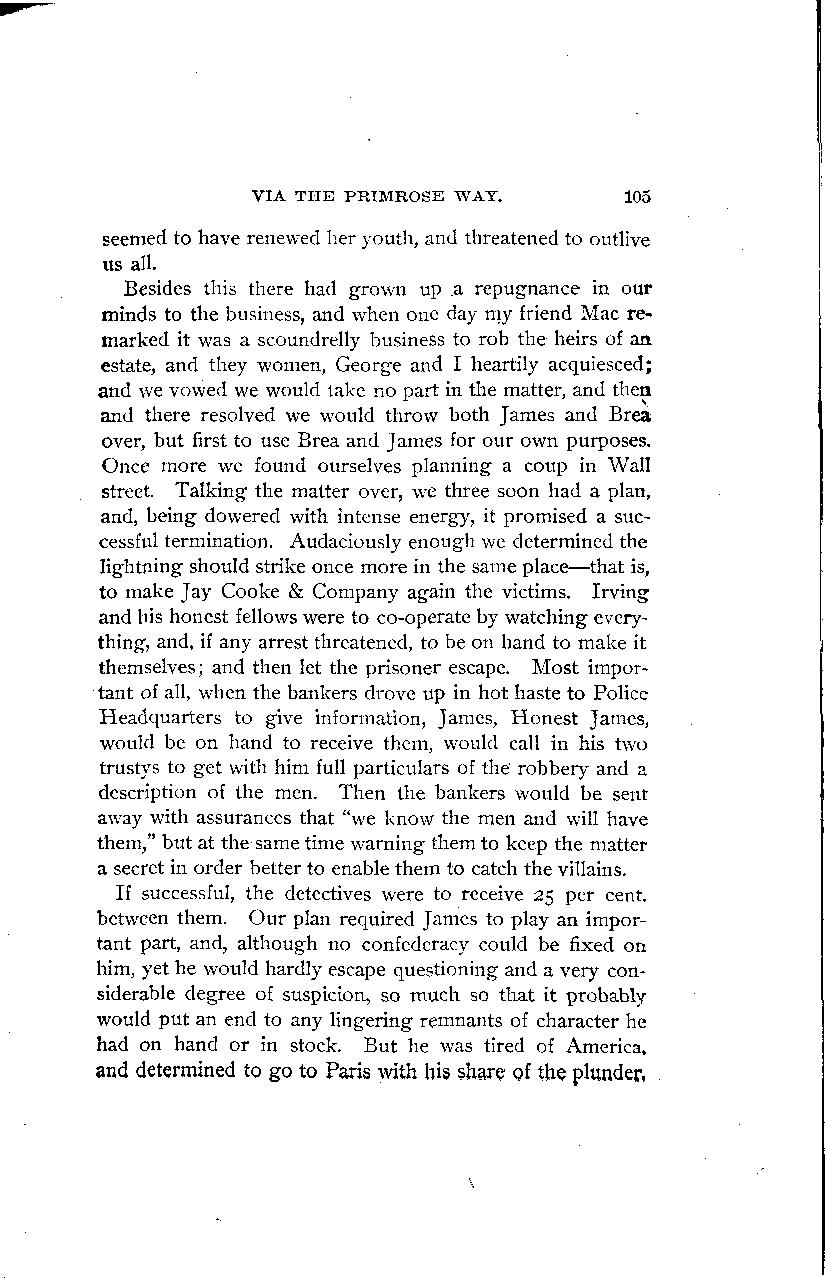 VIA THE PRIMROSE WAY. 105
seemed to have renewed her youth, and threatened to outlive
us all.
Besides this there had grown up a repugnance in our
minds to the business, and when one day my friend Mac re-
marked it was a scoundrelly business to rob the heirs of an
estate, and they women, George and I heartily acquiesced;
and we vowed we would take no part in the matter, and then
and there resolved we would throw both James and Brea
over, but first to use Brea and James for our own purposes.
Once more we found ourselves planning a coup in Wall
street. Talking the matter over, we three soon had a plan,
and, being dowered with intense energy, it promised a suc-
cessful termination. Audaciously enough we determined the
lightning should strike once more in the same place—that is,
to make Jay Cooke & Company again the victims. Irving
and his honest fellows were to co-operate by watching every-
thing, and, if any arrest threatened, to be on hand to make it
themselves; and then let the prisoner escape. Most impor-
tant of all, when the bankers drove up in hot haste to Police
Headquarters to give information, James, Honest James,
would be on hand to receive them, would call in his two
trustys to get with him full particulars of the robbery and a
description of the men. Then the bankers would be sent
away with assurances that "we know the men and will have
them," but at the same time warning them to keep the matter
a secret in order better to enable them to catch the villains.
If successful, the detectives were to receive 25 per cent.
between them. Our plan required James to play an impor-
tant part, and, although no confederacy could be fixed on
him, yet he would hardly escape questioning and a very con-
siderable degree of suspicion, so much so that it probably
would put an end to any lingering remnants of character he
had on hand or in stock. But he was tired of America,
and determined to go to Paris with his share of the plunder,